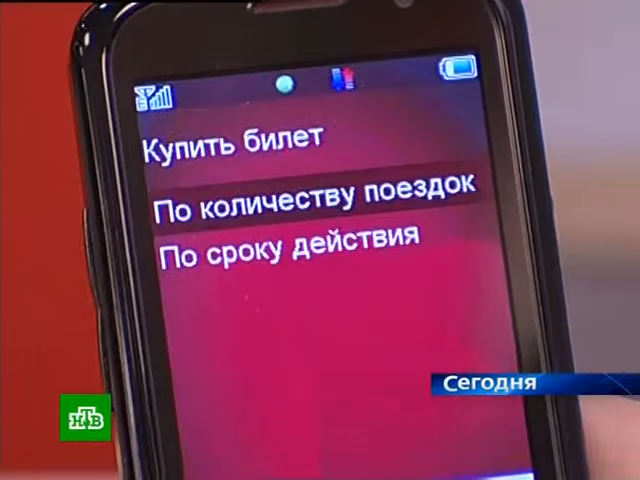 Купить билет
По количеству поездок
По сроку действия
Сегодня
НТВ